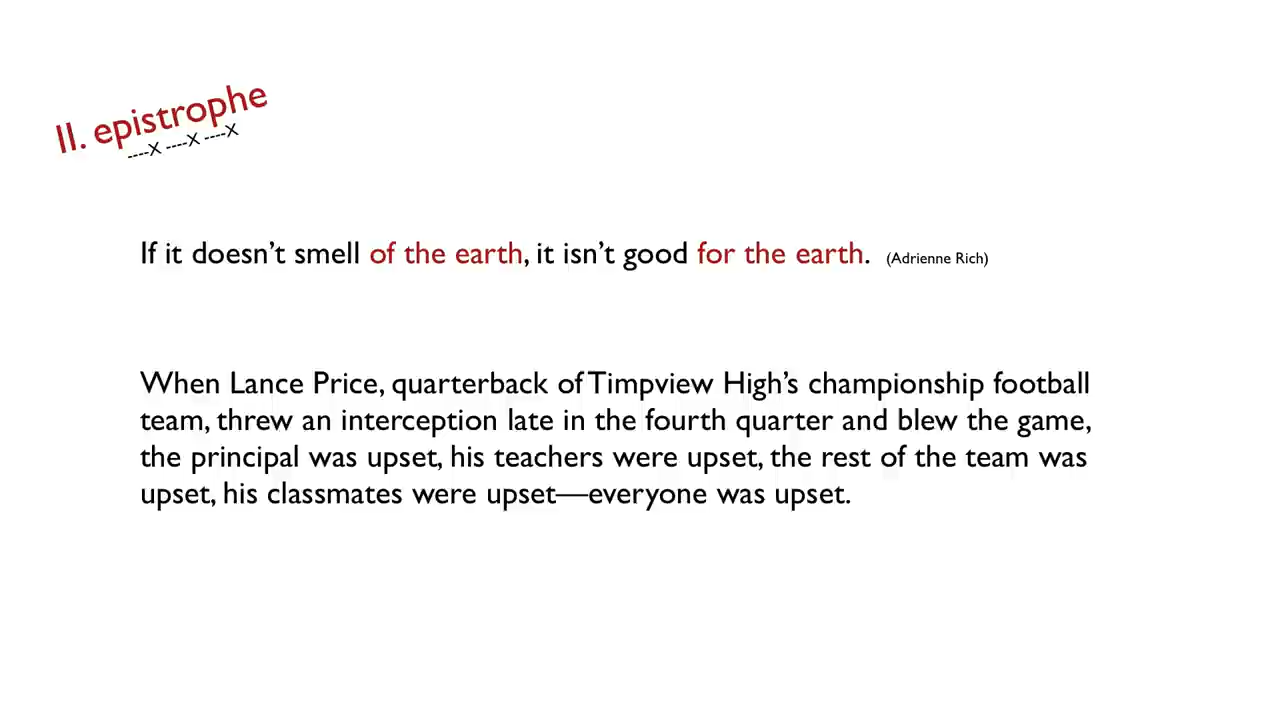 II. epistrophe
----X ----X ----X
If it doesn’t smell of the earth, it isn’t good for the earth. (Adrienne Rich)
When Lance Price, quarterback of Timpview High’s championship football
team, threw an interception late in the fourth quarter and blew the game,
the principal was upset, his teachers were upset, the rest of the team was
upset, his classmates were upset—everyone was upset.